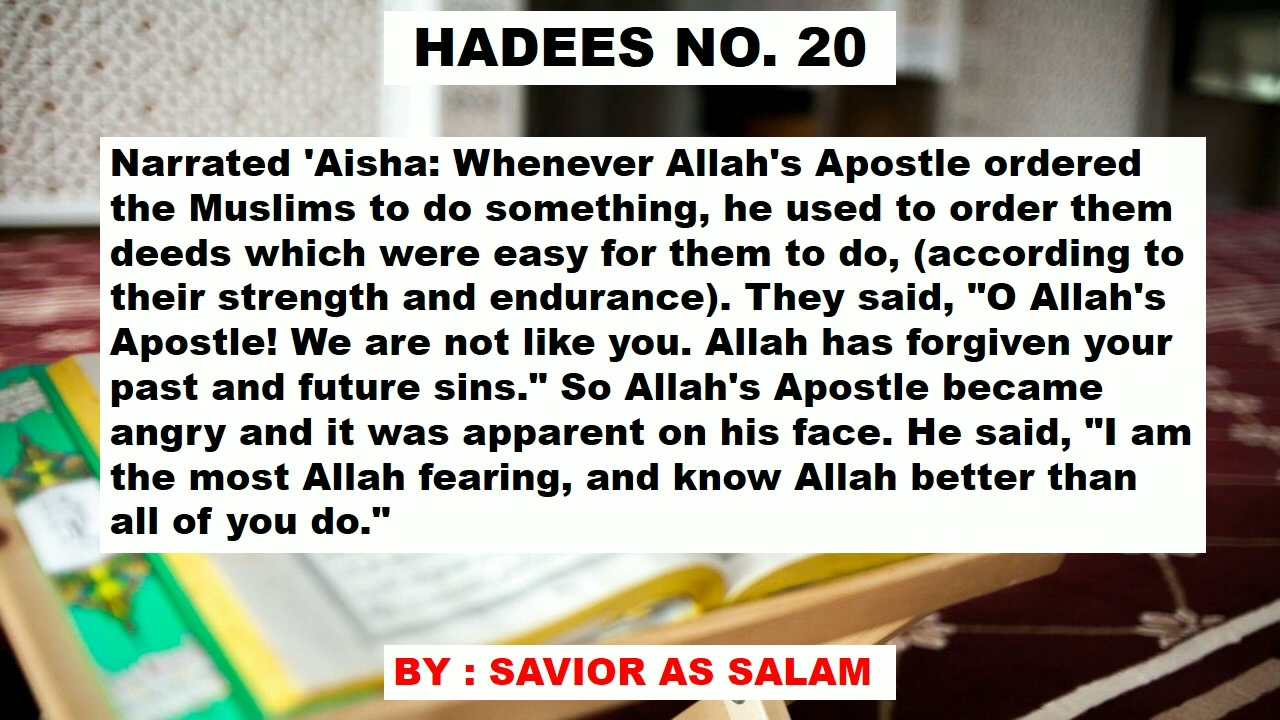 HADEES NO. 20
Narrated 'Aisha: Whenever Allah's Apostle ordered
the Muslims to do something, he used to order them
deeds which were easy for them to do, (according to
their strength and endurance). They said, "O Allah's
Apostle! We are not like you. Allah has forgiven your
past and future sins." So Allah's Apostle became
angry and it was apparent on his face. He said, "I am
the most Allah fearing, and know Allah better than
all of you do."
BY : SAVIOR AS SALAM